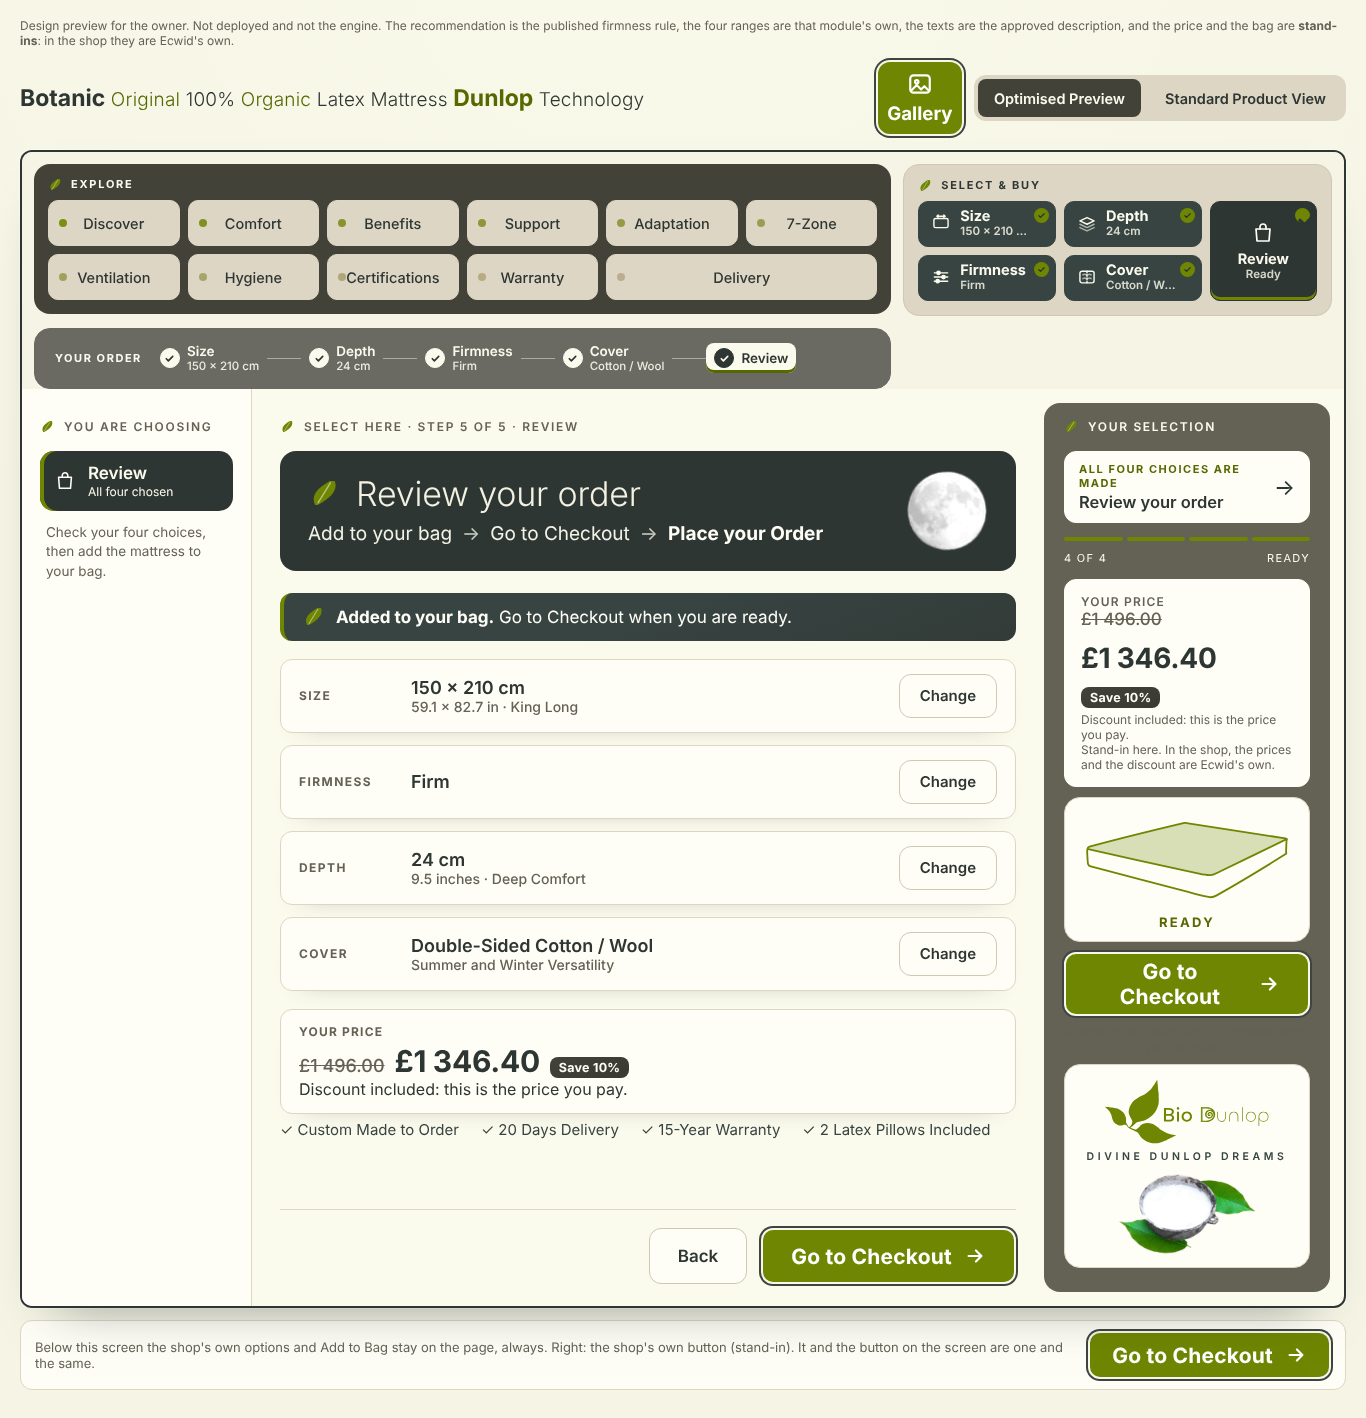 Design preview for the owner. Not deployed and not the engine. The recommendation is the published firmness rule, the four ranges are that module's own, the texts are the approved description, and the price and the bag are stand-
ins: in the shop they are Ecwid's own.
Botanic Original 100% Organic Latex Mattress Dunlop Technology
Gallery
Optimised Preview
Standard Product View
EXPLORE
Discover
Comfort
Benefits
Support
Adaptation
7-Zone
Ventilation
Hygiene
Certifications
Warranty
Delivery
SELECT & BUY
Size
150 × 210 ...
Depth
24 cm
Firmness
Firm
Cover
Cotton / W...
Review
Ready
YOUR ORDER
Size
150 × 210 cm
Depth
24 cm
Firmness
Firm
Cover
Cotton / Wool
Review
YOU ARE CHOOSING
Review
All four chosen
Check your four choices,
then add the mattress to
your bag.
SELECT HERE · STEP 5 OF 5 · REVIEW
Review your order
Add to your bag → Go to Checkout → Place your Order
Added to your bag. Go to Checkout when you are ready.
SIZE
150 × 210 cm
59.1 × 82.7 in · King Long
Change
FIRMNESS
Firm
Change
DEPTH
24 cm
9.5 inches · Deep Comfort
Change
COVER
Double-Sided Cotton / Wool
Summer and Winter Versatility
Change
YOUR PRICE
£1 496.00 £1 346.40 Save 10%
Discount included: this is the price you pay.
✓ Custom Made to Order ✓ 20 Days Delivery ✓ 15-Year Warranty ✓ 2 Latex Pillows Included
Back
Go to Checkout →
YOUR SELECTION
ALL FOUR CHOICES ARE
MADE
Review your order
→
4 OF 4
READY
YOUR PRICE
£1 496.00
£1 346.40
Save 10%
Discount included: this is the price
you pay.
Stand-in here. In the shop, the prices
and the discount are Ecwid's own.
READY
Go to
Checkout →
Bio Dunlop
DIVINE DUNLOP DREAMS
Below this screen the shop's own options and Add to Bag stay on the page, always. Right: the shop's own button (stand-in). It and the button on the screen are one and
the same.
Go to Checkout →